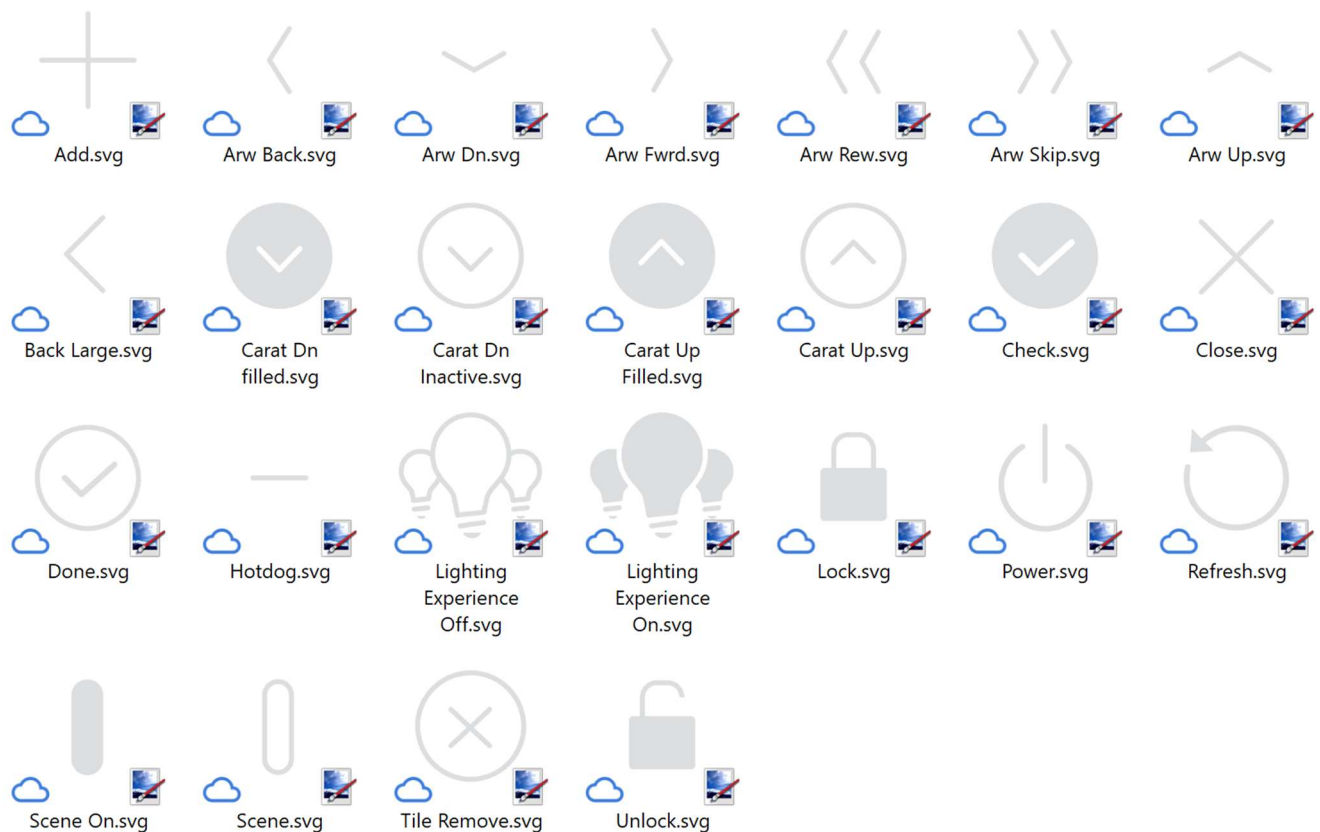 Add.svg
Arw Back.svg
Arw Dn.svg
Arw Fwrd.svg
Arw Rew.svg
Arw Skip.svg
Arw Up.svg
Back Large.svg
Carat Dn
filled.svg
Carat Dn
Inactive.svg
Carat Up
Filled.svg
Carat Up.svg
Check.svg
Close.svg
Done.svg
Hotdog.svg
Lighting
Experience
Off.svg
Lighting
Experience
On.svg
Lock.svg
Power.svg
Refresh.svg
Scene On.svg
Scene.svg
Tile Remove.svg
Unlock.svg